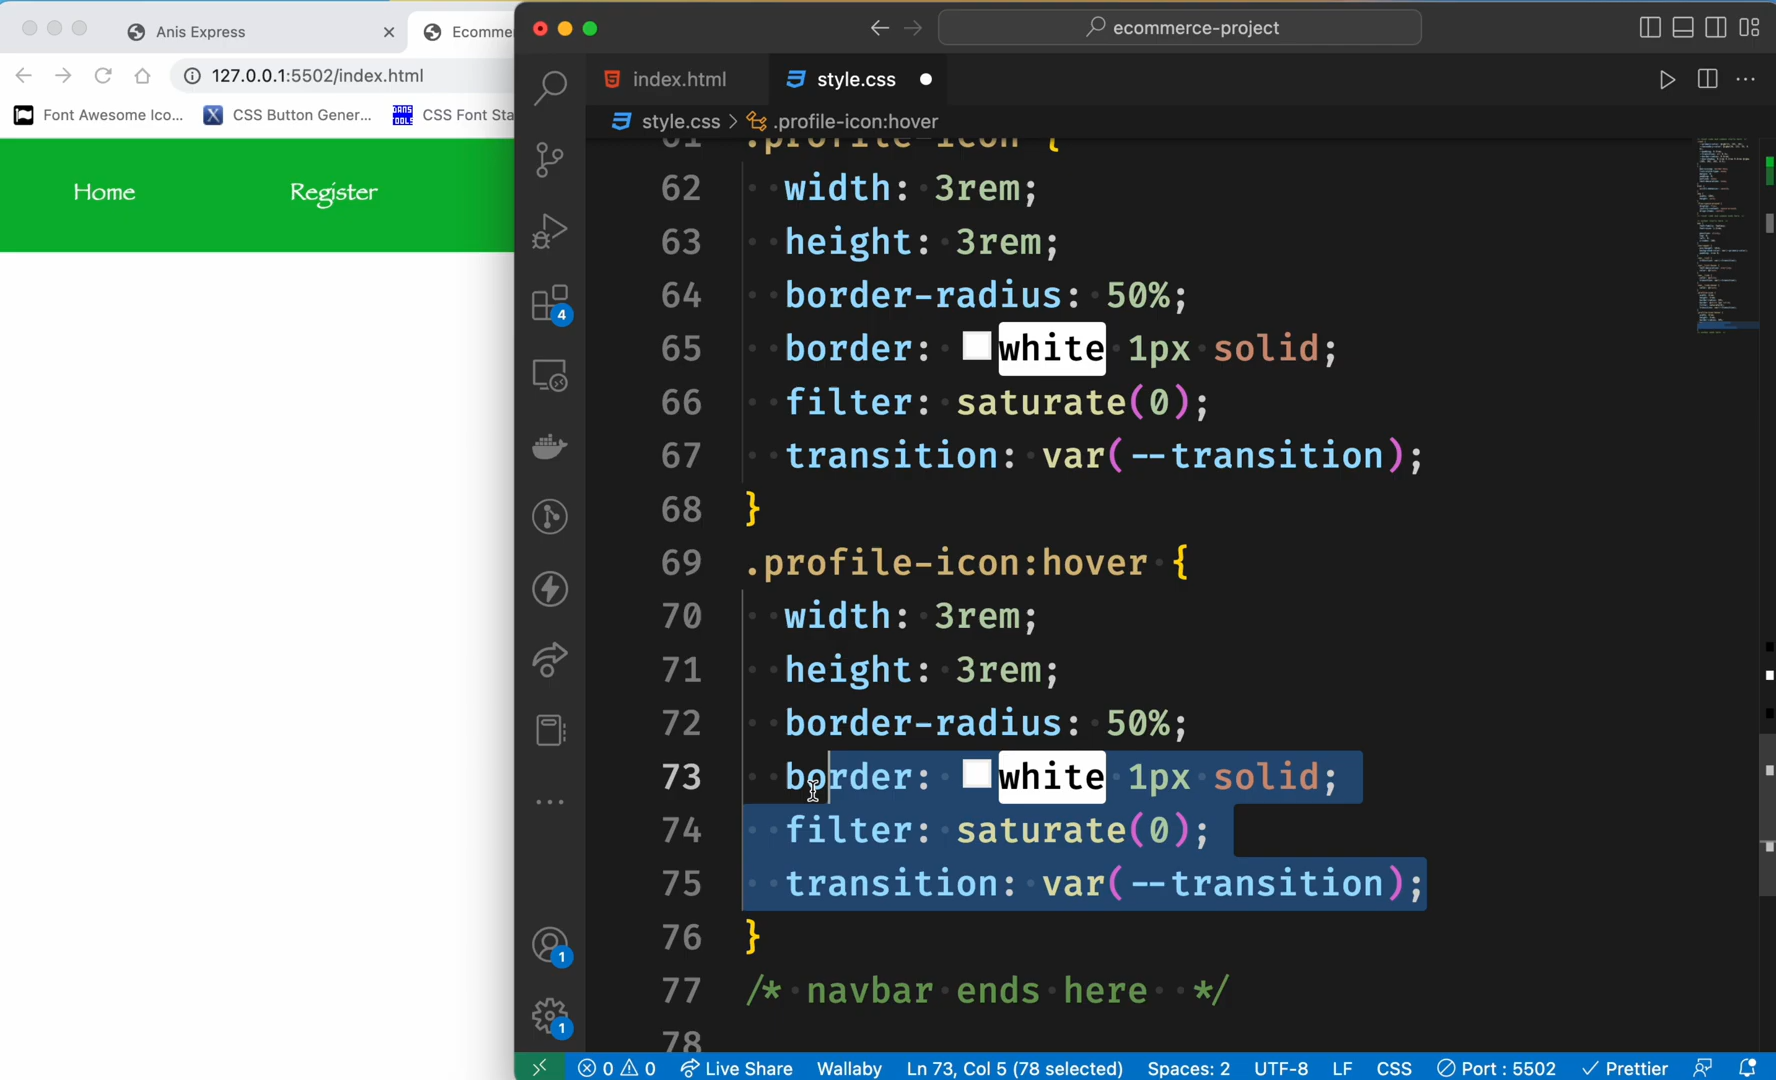 Anis Express
Ecomme
ecommerce-project
127.0.0.1:5502/index.html
Font Awesome Ico...
CSS Button Gener...
CSS Font Sta
Home
Register
index.html
style.css
style.css > .profile-icon:hover
61 .profile-icon {
62 width: 3rem;
63 height: 3rem;
64 border-radius: 50%;
65 border: white 1px solid;
66 filter: saturate(0);
67 transition: var(--transition);
68 }
69 .profile-icon:hover {
70 width: 3rem;
71 height: 3rem;
72 border-radius: 50%;
73 border: white 1px solid;
74 filter: saturate(0);
75 transition: var(--transition);
76 }
77 /* navbar ends here */
78
4
1
1
0 0 Live Share Wallaby Ln 73, Col 5 (78 selected) Spaces: 2 UTF-8 LF CSS Port : 5502 Prettier